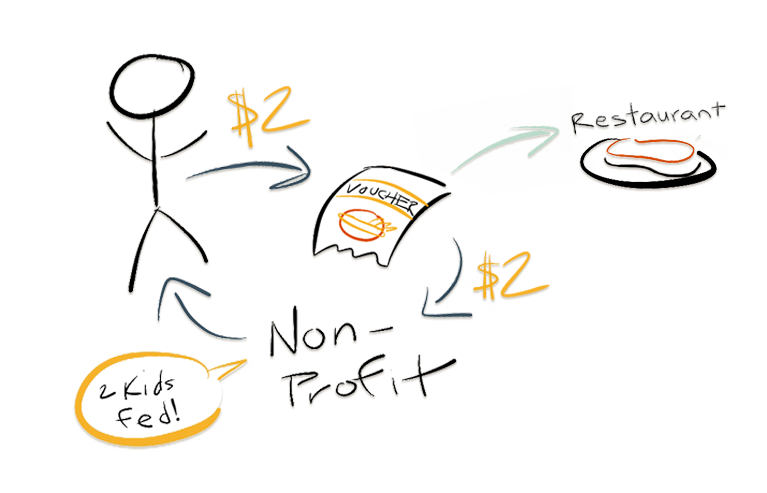 $2
Restaurant
VOUCHER
$2
Non-
Profit
2 Kids
Fed!